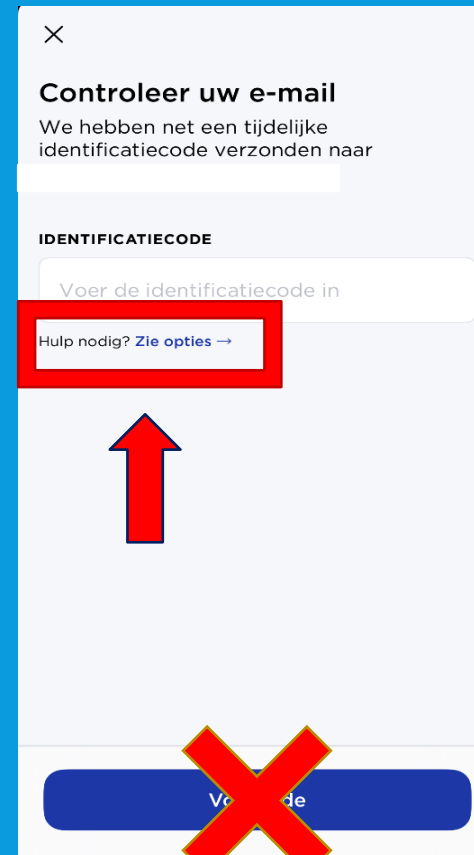 Controleer uw e-mail
We hebben net een tijdelijke
identificatiecode verzonden naar
IDENTIFICATIECODE
Voer de identificatiecode in
Hulp nodig? Zie opties →